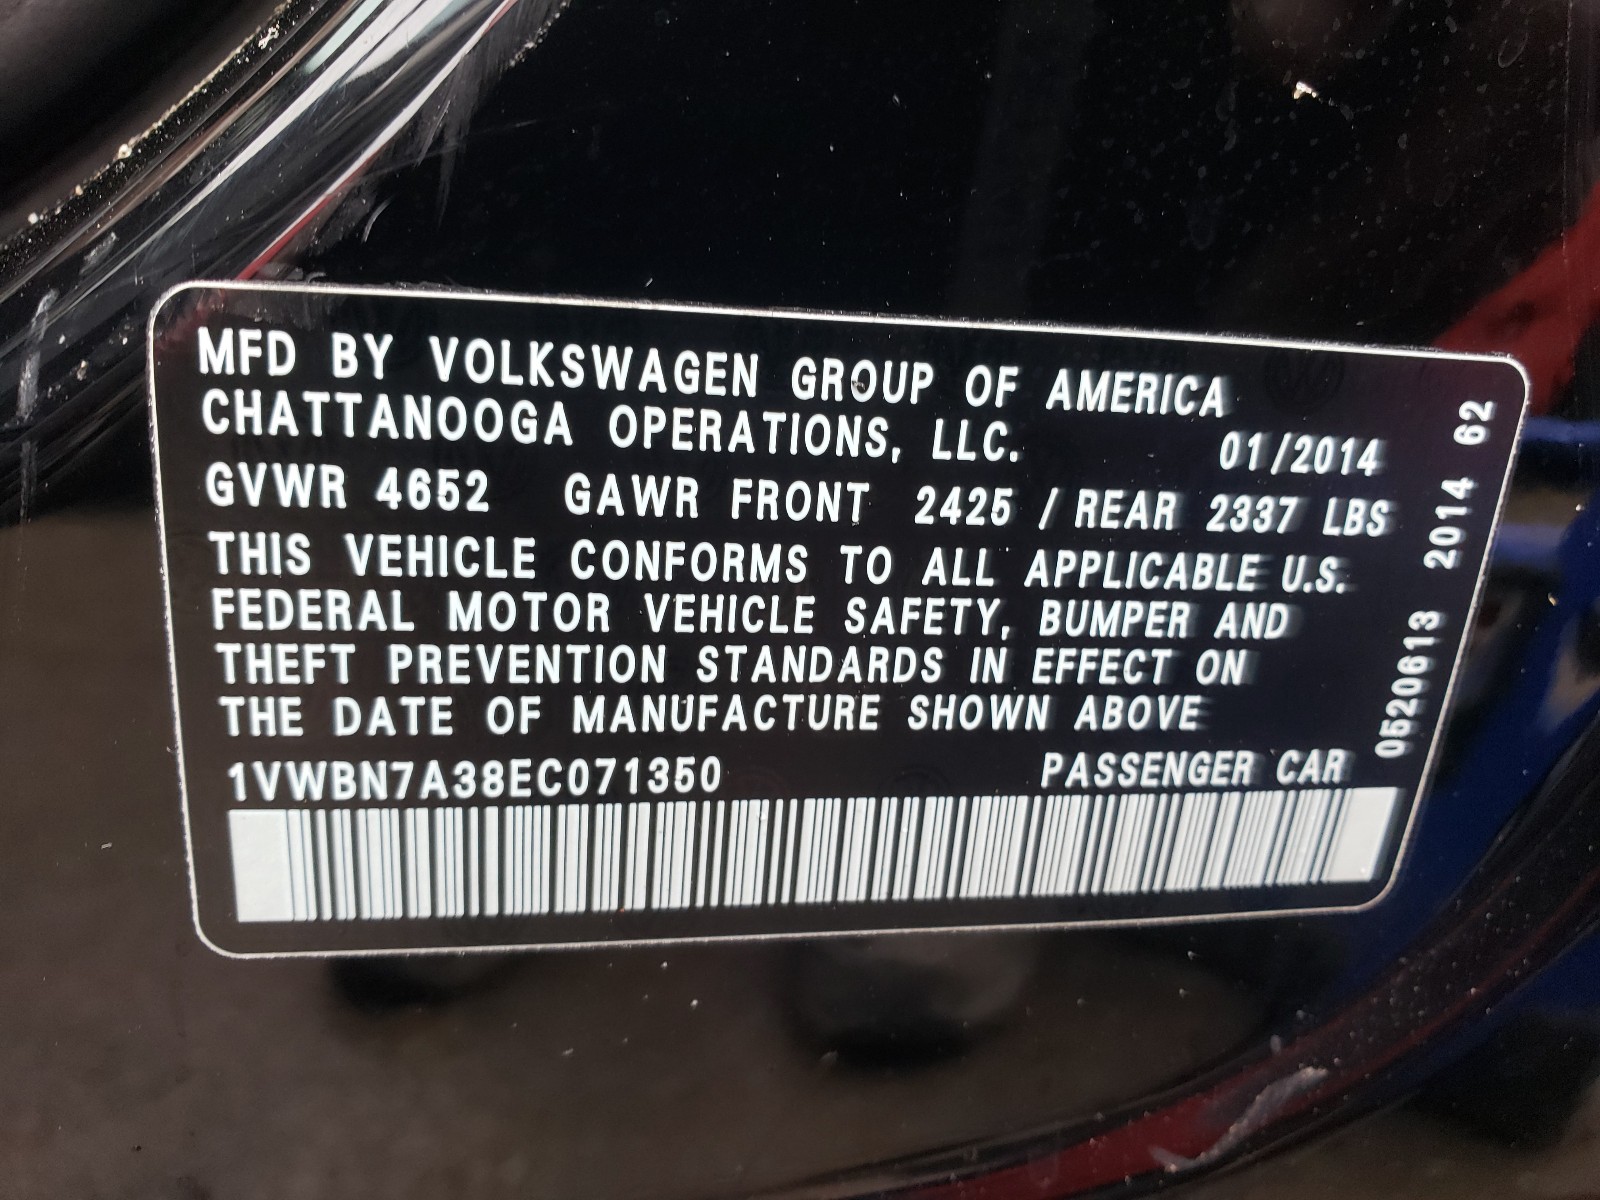 MFD BY VOLKSWAGEN GROUP OF AMERICA
CHATTANOOGA OPERATIONS, LLC. 01/2014
GVWR 4652 GAWR FRONT 2425 / REAR 2337 LBS
THIS VEHICLE CONFORMS TO ALL APPLICABLE U.S.
FEDERAL MOTOR VEHICLE SAFETY, BUMPER AND
THEFT PREVENTION STANDARDS IN EFFECT ON
THE DATE OF MANUFACTURE SHOWN ABOVE
1VWBN7A38EC071350 PASSENGER CAR
0520613 2014 62